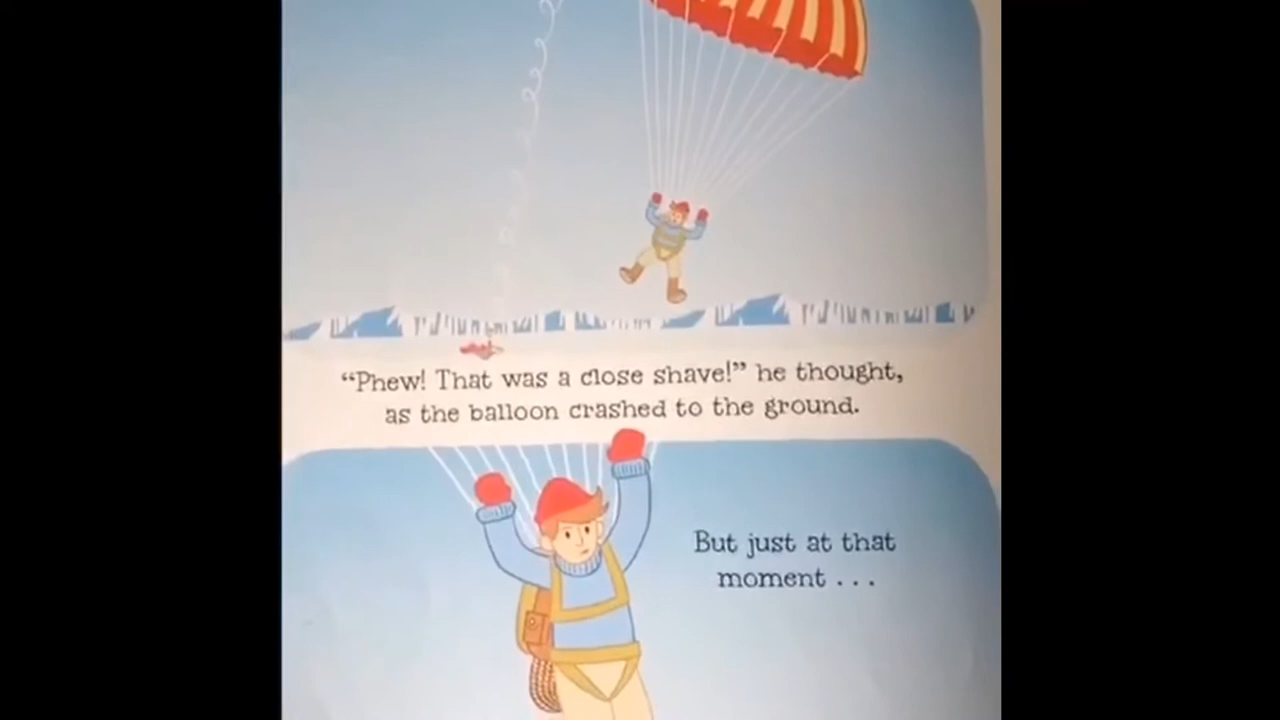 “Phew! That was a close shave!” he thought,
as the balloon crashed to the ground.
But just at that
moment . . .